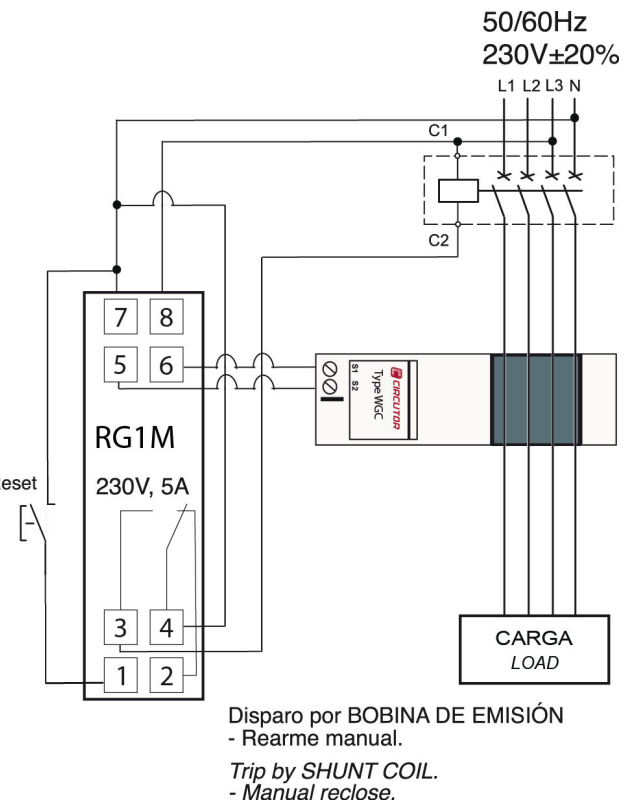 50/60Hz
230V±20%
L1 L2 L3 N
C1
C2
7 8
5 6
S1 S2
Type WGC
CIRCUTOR
RG1M
230V, 5A
3 4
1 2
CARGA
LOAD
Disparo por BOBINA DE EMISIÓN
- Rearme manual.
Trip by SHUNT COIL.
- Manual reclose.